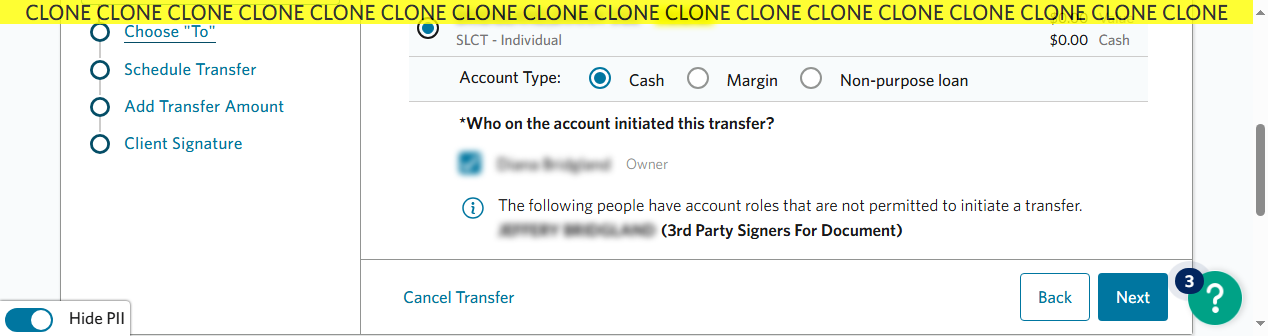 CLONE CLONE CLONE CLONE CLONE CLONE CLONE CLONE CLONE CLONE CLONE CLONE CLONE CLONE CLONE CLONE CLONE
Choose "To"
Schedule Transfer
Add Transfer Amount
Client Signature
SLCT - Individual
$0.00 Cash
Account Type: Cash Margin Non-purpose loan
*Who on the account initiated this transfer?
Owner
The following people have account roles that are not permitted to initiate a transfer.
(3rd Party Signers For Document)
Cancel Transfer
Back
Next
3
?
Hide PII